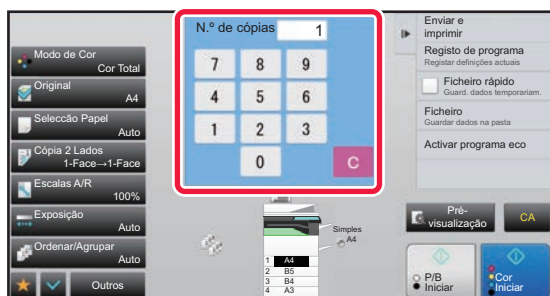 Modo de Cor
Cor Total
Original
A4
Seleccão Papel
Auto
Cópia 2 Lados
1-Face→1-Face
Escalas A/R
100%
Exposição
Auto
Ordenar/Agrupar
Auto
Outros
N.º de cópias 1
7 8 9
4 5 6
1 2 3
0 C
Simples
A4
1 A4
2 B5
3 B4
4 A3
Enviar e
imprimir
Registo de programa
Registar definições actuais
Ficheiro rápido
Guard. dados temporariam.
Ficheiro
Guardar dados na pasta
Activar programa eco
Pré-
visualização
CA
P/B
Iniciar
Cor
Iniciar